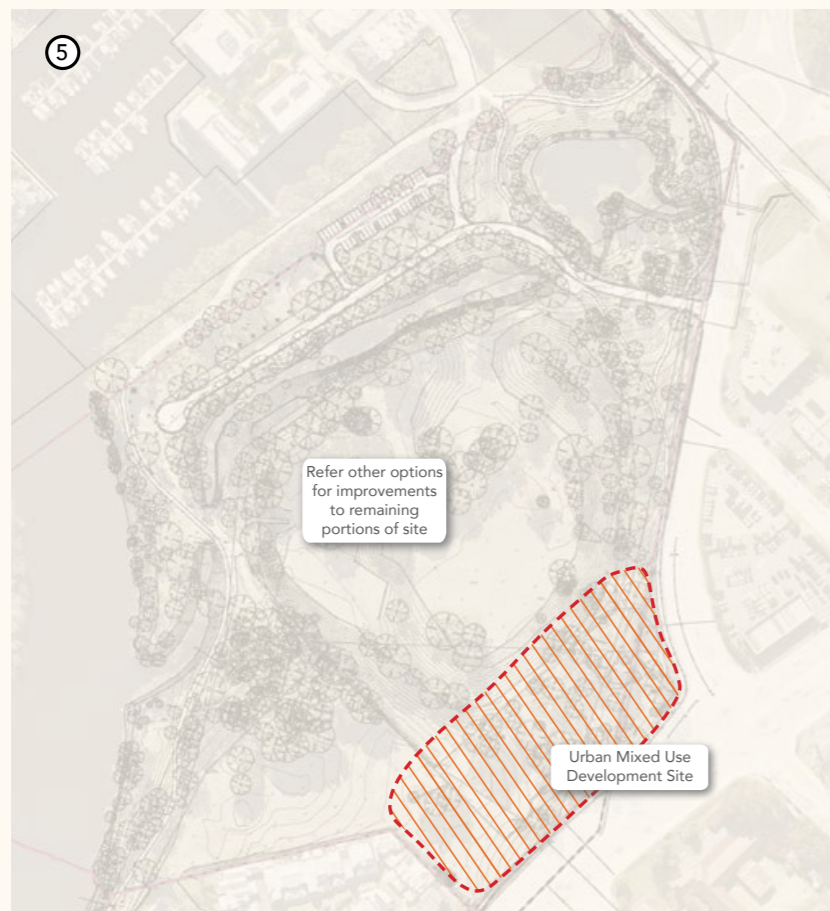 5
Refer other options
for improvements
to remaining
portions of site
Urban Mixed Use
Development Site